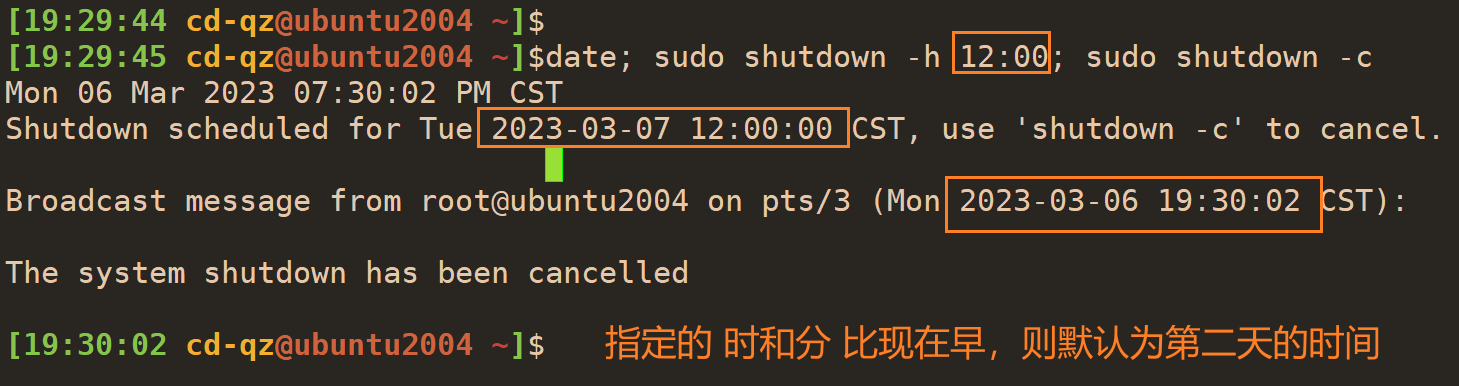 [19:29:44 cd-qz@ubuntu2004 ~]$
[19:29:45 cd-qz@ubuntu2004 ~]$date; sudo shutdown -h 12:00; sudo shutdown -c
Mon 06 Mar 2023 07:30:02 PM CST
Shutdown scheduled for Tue 2023-03-07 12:00:00 CST, use 'shutdown -c' to cancel.
Broadcast message from root@ubuntu2004 on pts/3 (Mon 2023-03-06 19:30:02 CST):
The system shutdown has been cancelled
[19:30:02 cd-qz@ubuntu2004 ~]$ 指定的 时和分 比现在早，则默认为第二天的时间